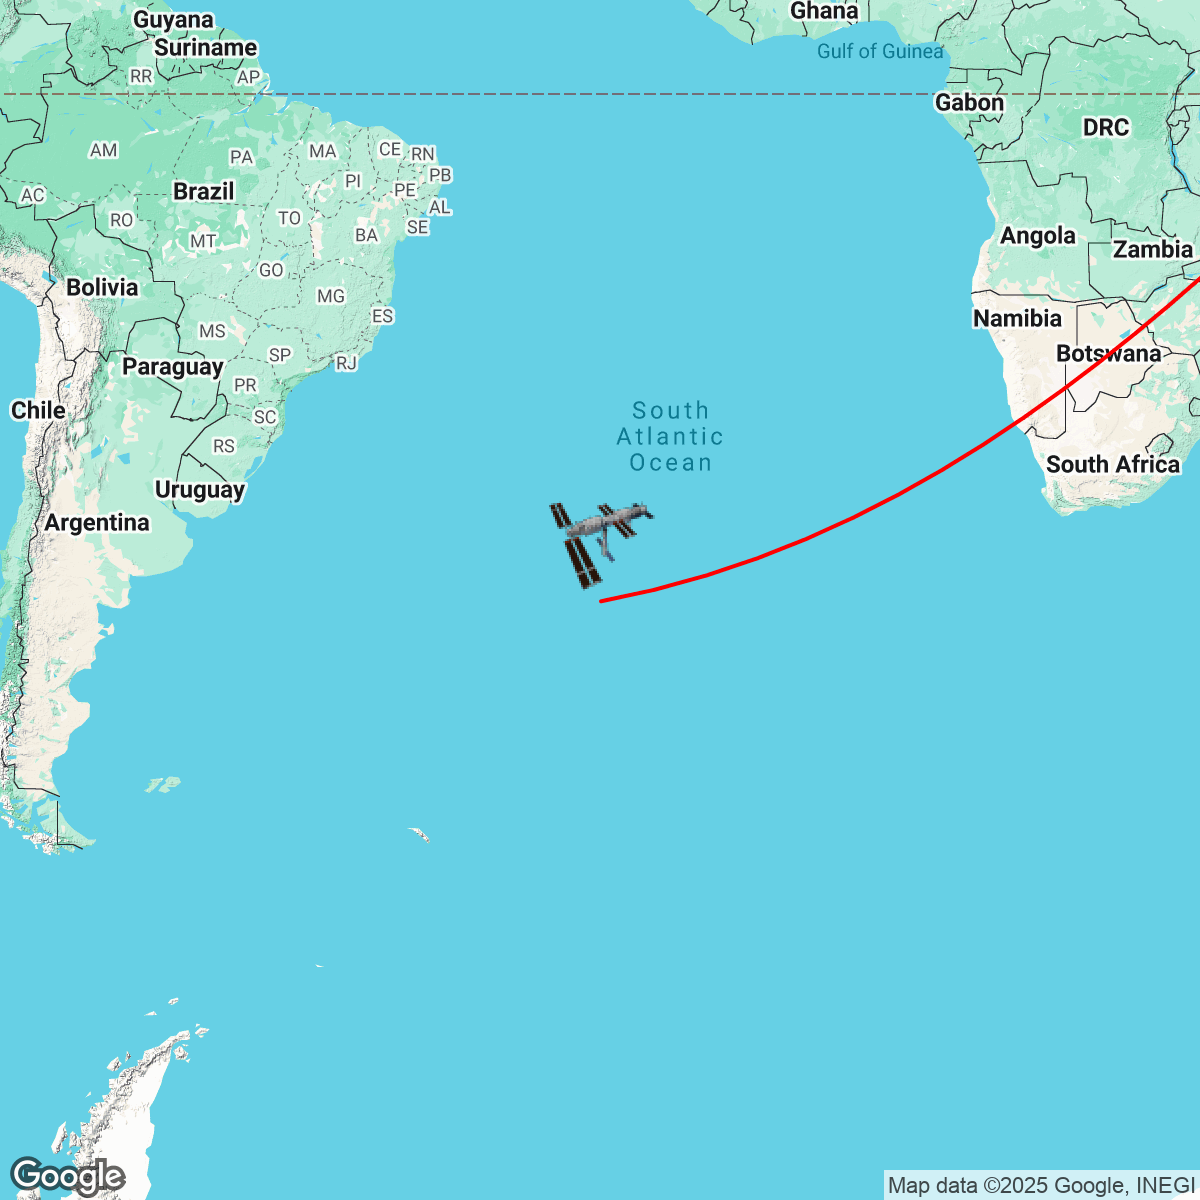 Guyana
Ghana
Suriname
Gulf of Guinea
RR
AP
Gabon
DRC
AM
PA
MA
CE
RN
PI
PB
AC
Brazil
PE
AL
RO
TO
SE
MT
BA
Angola
Zambia
GO
Bolivia
MG
ES
Namibia
MS
SP
RJ
Botswana
Paraguay
PR
Chile
SC
South
Atlantic
Ocean
RS
South Africa
Uruguay
Argentina
Google
Map data ©2025 Google, INEGI